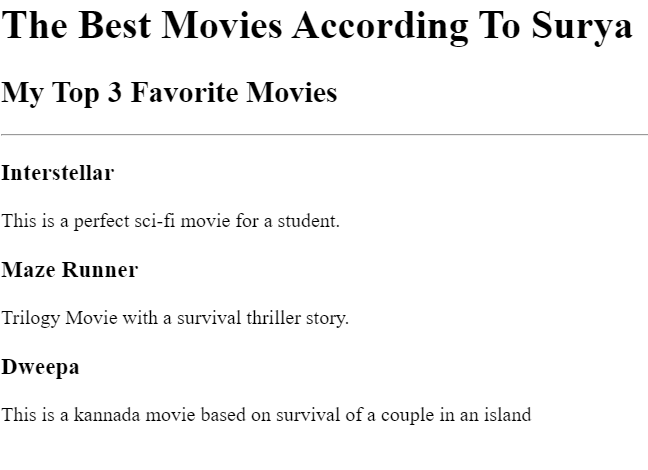 The Best Movies According To Surya
My Top 3 Favorite Movies
Interstellar
This is a perfect sci-fi movie for a student.
Maze Runner
Trilogy Movie with a survival thriller story.
Dweepa
This is a kannada movie based on survival of a couple in an island